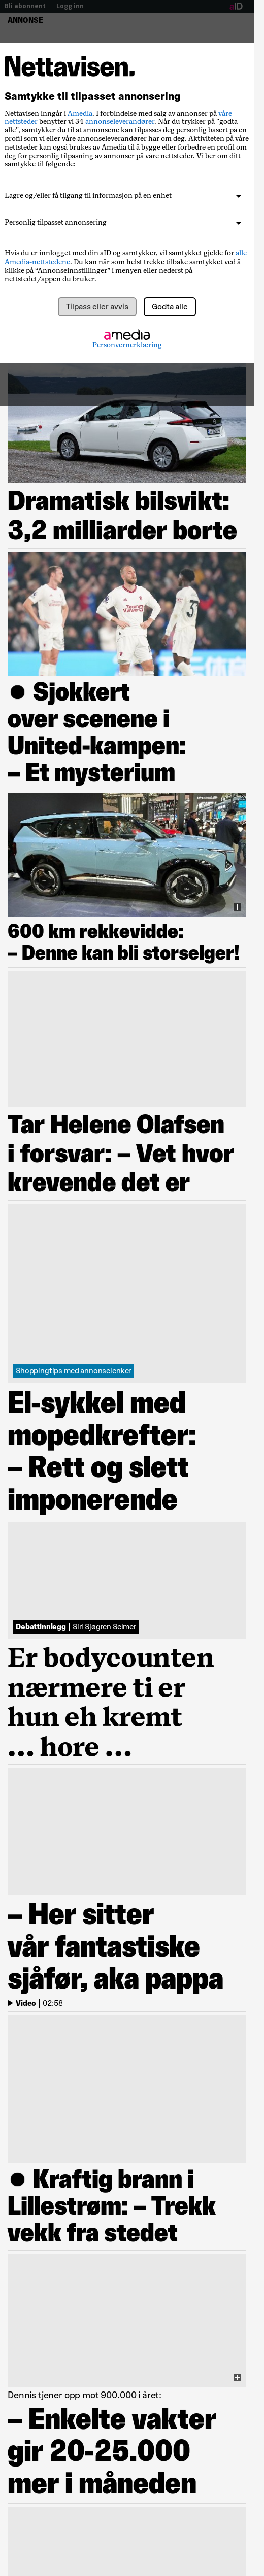 Bli abonnent | Logg inn
aID
ANNONSE
Nettavisen.
Samtykke til tilpasset annonsering
Nettavisen inngår i Amedia. I forbindelse med salg av annonser på våre
nettsteder benytter vi 34 annonseleverandører. Når du trykker på "godta
alle", samtykker du til at annonsene kan tilpasses deg personlig basert på en
profil som vi eller våre annonseleverandører har om deg. Aktiviteten på våre
nettsteder kan også brukes av Amedia til å bygge eller forbedre en profil om
deg for personlig tilpasning av annonser på våre nettsteder. Vi ber om ditt
samtykke til følgende:
Lagre og/eller få tilgang til informasjon på en enhet
Personlig tilpasset annonsering
Hvis du er innlogget med din aID og samtykker, vil samtykket gjelde for alle
Amedia-nettstedene. Du kan når som helst trekke tilbake samtykket ved å
klikke på “Annonseinnstillinger” i menyen eller nederst på
nettstedet/appen du bruker.
Tilpass eller avvis
Godta alle
amedia
Personvernerklæring
Dramatisk bilsvikt:
3,2 milliarder borte
● Sjokkert
over scenene i
United-kampen:
– Et mysterium
600 km rekkevidde:
– Denne kan bli storselger!
Tar Helene Olafsen
i forsvar: – Vet hvor
krevende det er
Shoppingtips med annonselenker
El-sykkel med
mopedkrefter:
– Rett og slett
imponerende
Debattinnlegg | Siri Sjøgren Selmer
Er bodycounten
nærmere ti er
hun eh kremt
… hore …
– Her sitter
vår fantastiske
sjåfør, aka pappa
Video | 02:58
● Kraftig brann i
Lillestrøm: – Trekk
vekk fra stedet
Dennis tjener opp mot 900.000 i året:
– Enkelte vakter
gir 20-25.000
mer i måneden